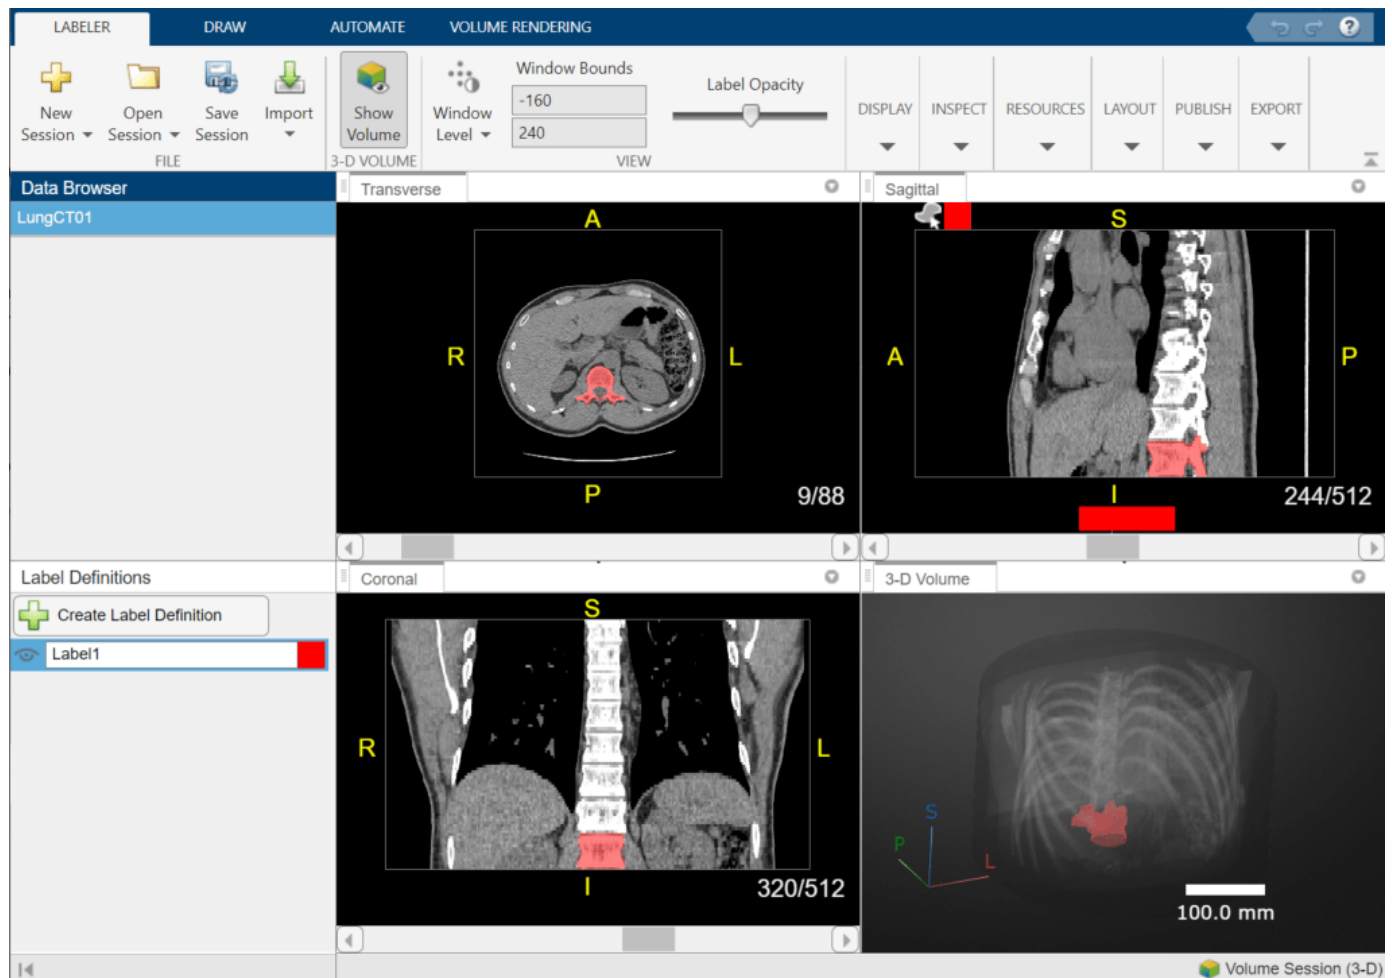 LABELER DRAW AUTOMATE VOLUME RENDERING
?
New Session
Open Session
Save Session
Import
FILE
Show Volume
3-D VOLUME
Window Level
Window Bounds
-160
240
Label Opacity
VIEW
DISPLAY
INSPECT
RESOURCES
LAYOUT
PUBLISH
EXPORT
Data Browser
LungCT01
Transverse
A
R
L
P
9/88
Sagittal
S
A
P
I
244/512
Label Definitions
Create Label Definition
Label1
Coronal
S
R
L
I
320/512
3-D Volume
S
P
L
100.0 mm
Volume Session (3-D)